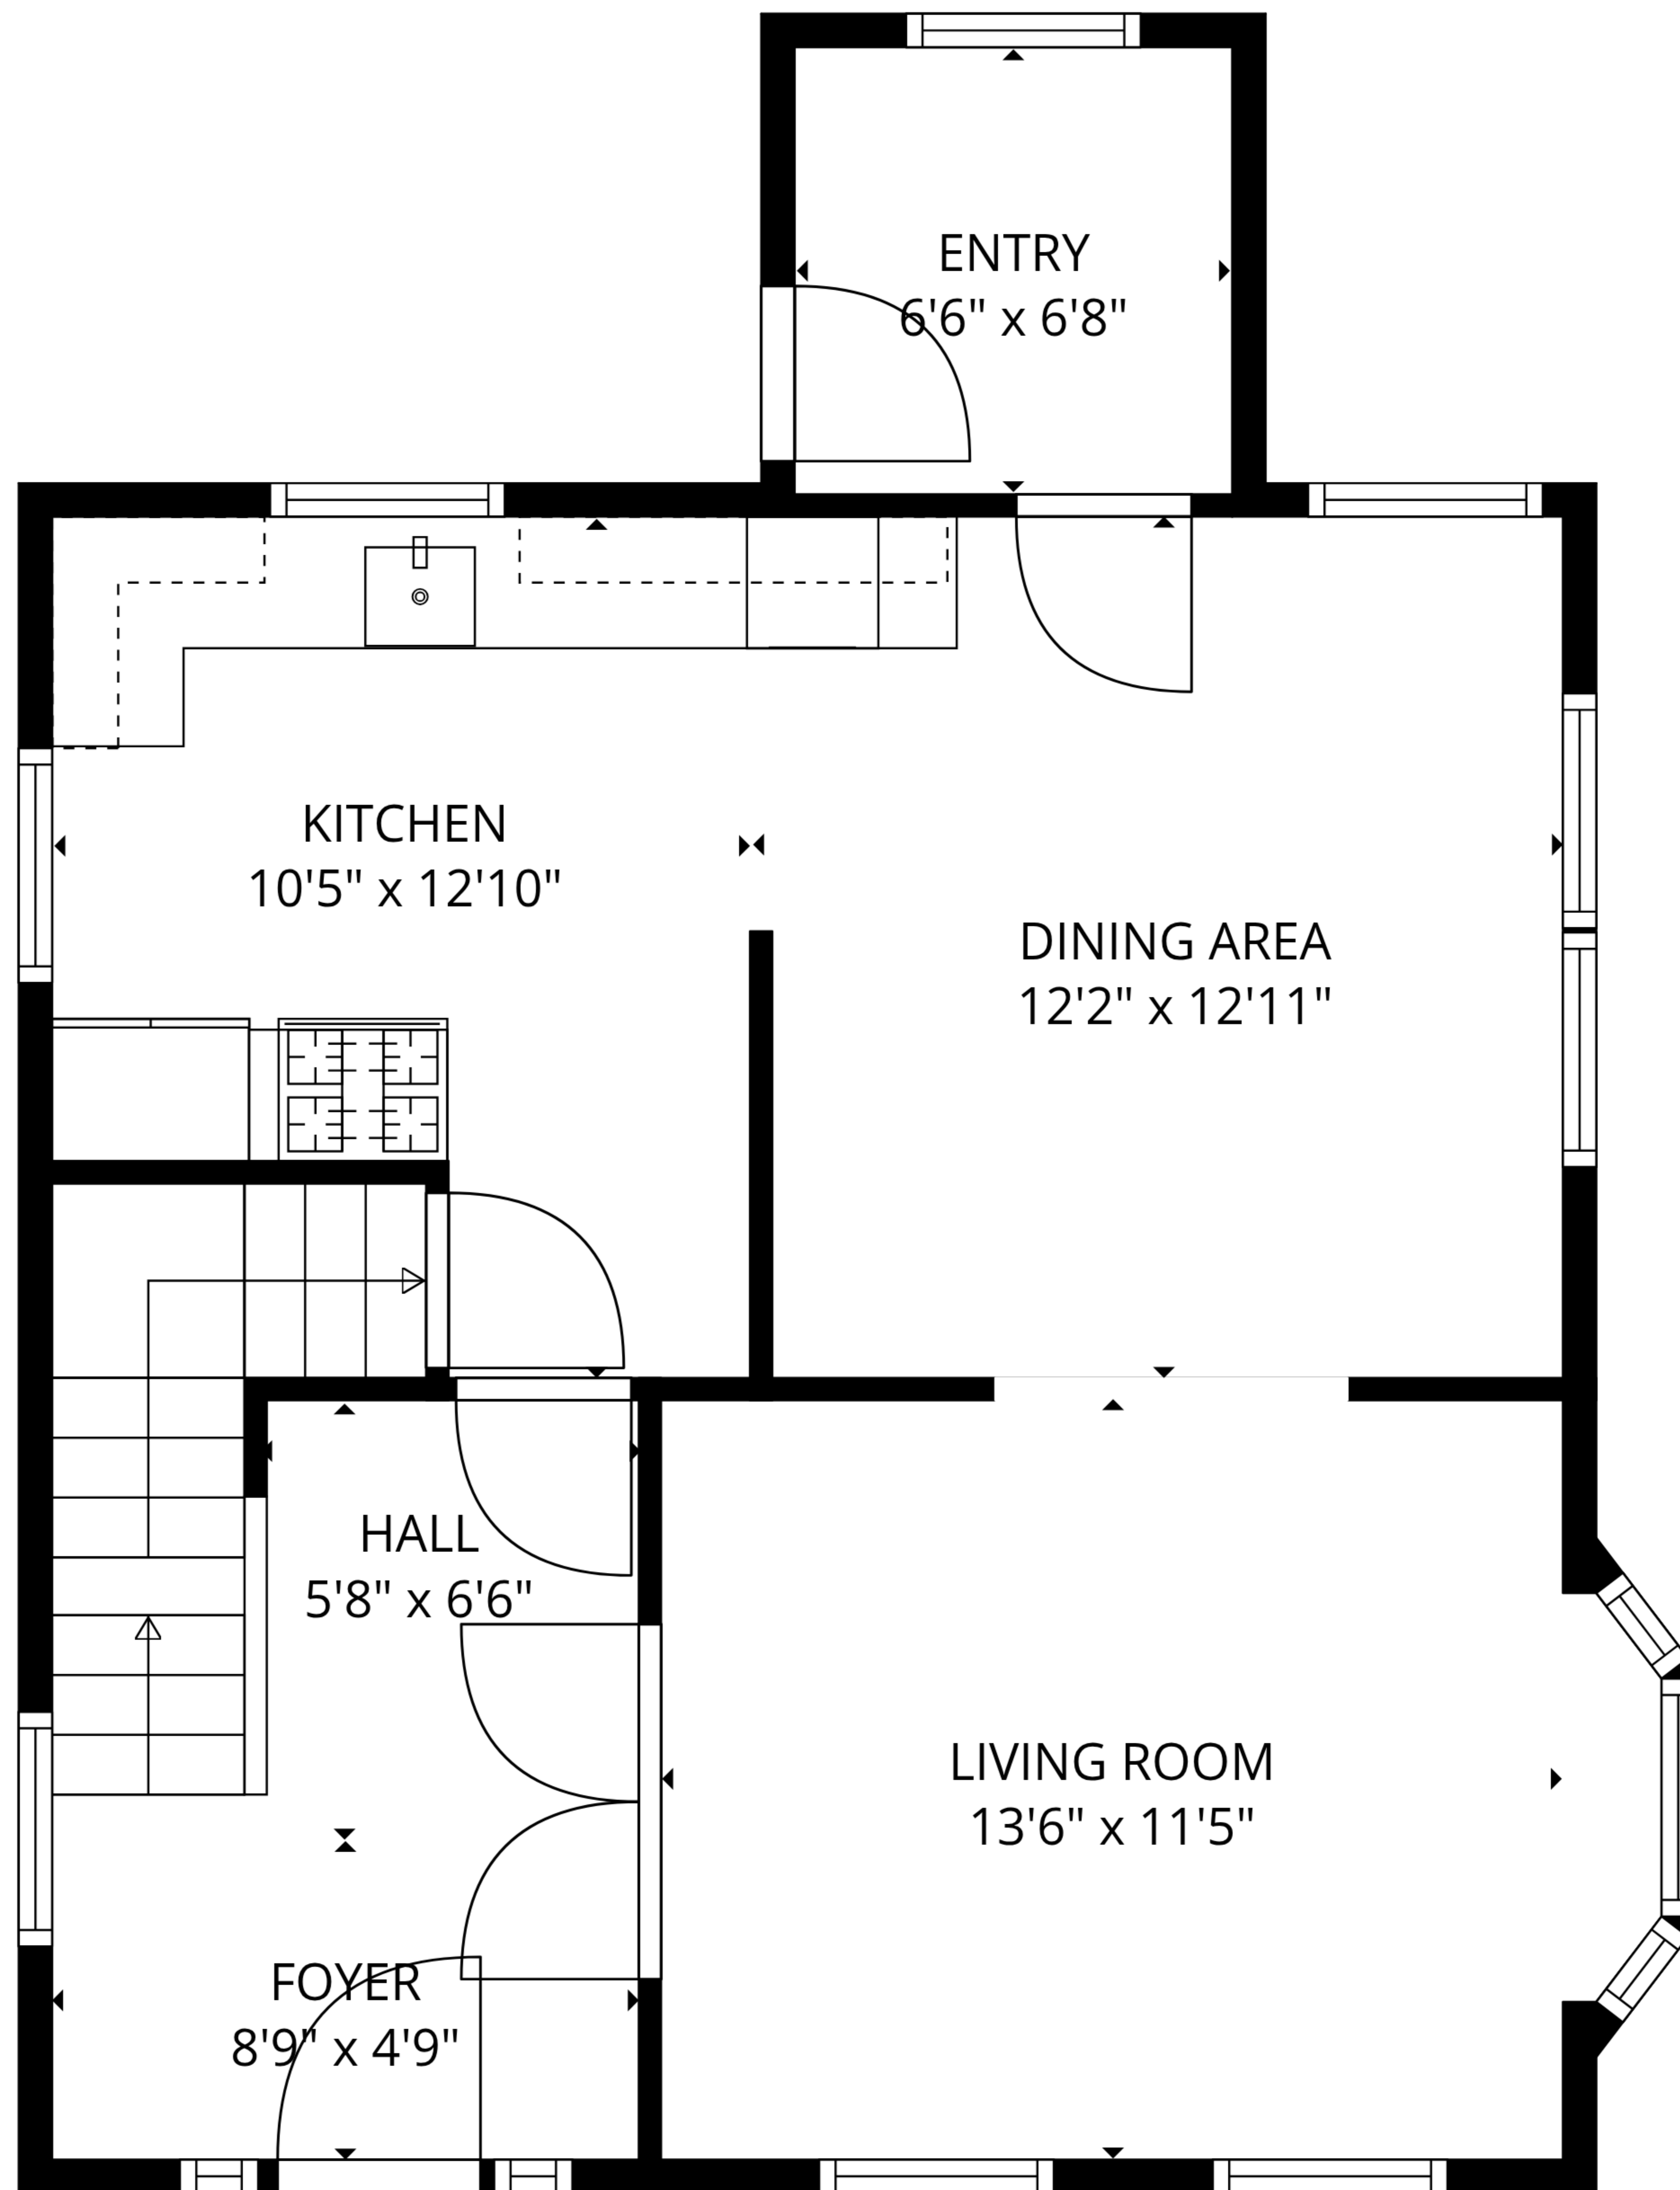 ENTRY
6'6" x 6'8"
KITCHEN
10'5" x 12'10"
DINING AREA
12'2" x 12'11"
HALL
5'8" x 6'6"
LIVING ROOM
13'6" x 11'5"
FOYER
8'9" x 4'9"